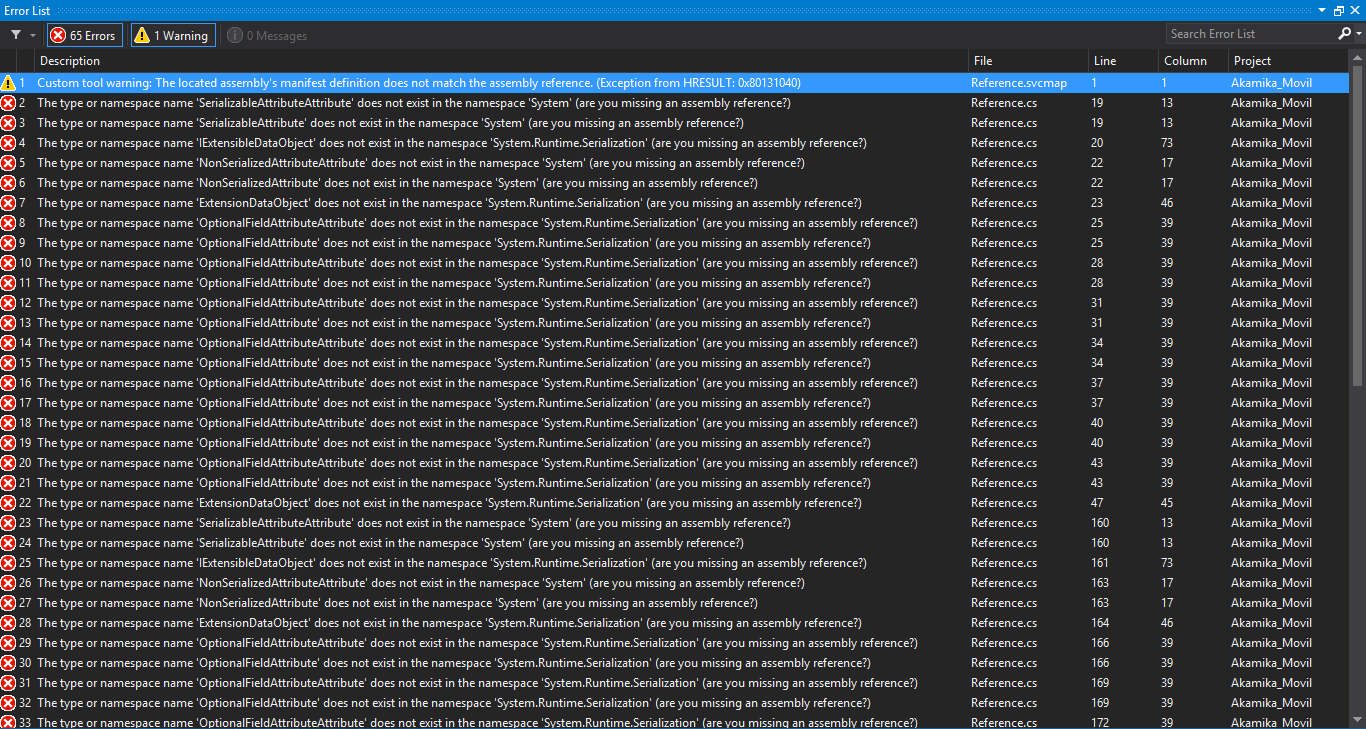 Error List
65 Errors 1 Warning 0 Messages Search Error List
Description File Line Column Project
1 Custom tool warning: The located assembly's manifest definition does not match the assembly reference. (Exception from HRESULT: 0x80131040) Reference.svcmap 1 1 Akamika_Movil
2 The type or namespace name 'SerializableAttributeAttribute' does not exist in the namespace 'System' (are you missing an assembly reference?) Reference.cs 19 13 Akamika_Movil
3 The type or namespace name 'SerializableAttribute' does not exist in the namespace 'System' (are you missing an assembly reference?) Reference.cs 19 13 Akamika_Movil
4 The type or namespace name 'IExtensibleDataObject' does not exist in the namespace 'System.Runtime.Serialization' (are you missing an assembly reference?) Reference.cs 20 73 Akamika_Movil
5 The type or namespace name 'NonSerializedAttributeAttribute' does not exist in the namespace 'System' (are you missing an assembly reference?) Reference.cs 22 17 Akamika_Movil
6 The type or namespace name 'NonSerializedAttribute' does not exist in the namespace 'System' (are you missing an assembly reference?) Reference.cs 22 17 Akamika_Movil
7 The type or namespace name 'ExtensionDataObject' does not exist in the namespace 'System.Runtime.Serialization' (are you missing an assembly reference?) Reference.cs 23 46 Akamika_Movil
8 The type or namespace name 'OptionalFieldAttributeAttribute' does not exist in the namespace 'System.Runtime.Serialization' (are you missing an assembly reference?) Reference.cs 25 39 Akamika_Movil
9 The type or namespace name 'OptionalFieldAttribute' does not exist in the namespace 'System.Runtime.Serialization' (are you missing an assembly reference?) Reference.cs 25 39 Akamika_Movil
10 The type or namespace name 'OptionalFieldAttributeAttribute' does not exist in the namespace 'System.Runtime.Serialization' (are you missing an assembly reference?) Reference.cs 28 39 Akamika_Movil
11 The type or namespace name 'OptionalFieldAttribute' does not exist in the namespace 'System.Runtime.Serialization' (are you missing an assembly reference?) Reference.cs 28 39 Akamika_Movil
12 The type or namespace name 'OptionalFieldAttributeAttribute' does not exist in the namespace 'System.Runtime.Serialization' (are you missing an assembly reference?) Reference.cs 31 39 Akamika_Movil
13 The type or namespace name 'OptionalFieldAttribute' does not exist in the namespace 'System.Runtime.Serialization' (are you missing an assembly reference?) Reference.cs 31 39 Akamika_Movil
14 The type or namespace name 'OptionalFieldAttributeAttribute' does not exist in the namespace 'System.Runtime.Serialization' (are you missing an assembly reference?) Reference.cs 34 39 Akamika_Movil
15 The type or namespace name 'OptionalFieldAttribute' does not exist in the namespace 'System.Runtime.Serialization' (are you missing an assembly reference?) Reference.cs 34 39 Akamika_Movil
16 The type or namespace name 'OptionalFieldAttributeAttribute' does not exist in the namespace 'System.Runtime.Serialization' (are you missing an assembly reference?) Reference.cs 37 39 Akamika_Movil
17 The type or namespace name 'OptionalFieldAttribute' does not exist in the namespace 'System.Runtime.Serialization' (are you missing an assembly reference?) Reference.cs 37 39 Akamika_Movil
18 The type or namespace name 'OptionalFieldAttributeAttribute' does not exist in the namespace 'System.Runtime.Serialization' (are you missing an assembly reference?) Reference.cs 40 39 Akamika_Movil
19 The type or namespace name 'OptionalFieldAttribute' does not exist in the namespace 'System.Runtime.Serialization' (are you missing an assembly reference?) Reference.cs 40 39 Akamika_Movil
20 The type or namespace name 'OptionalFieldAttributeAttribute' does not exist in the namespace 'System.Runtime.Serialization' (are you missing an assembly reference?) Reference.cs 43 39 Akamika_Movil
21 The type or namespace name 'OptionalFieldAttribute' does not exist in the namespace 'System.Runtime.Serialization' (are you missing an assembly reference?) Reference.cs 43 39 Akamika_Movil
22 The type or namespace name 'ExtensionDataObject' does not exist in the namespace 'System.Runtime.Serialization' (are you missing an assembly reference?) Reference.cs 47 45 Akamika_Movil
23 The type or namespace name 'SerializableAttributeAttribute' does not exist in the namespace 'System' (are you missing an assembly reference?) Reference.cs 160 13 Akamika_Movil
24 The type or namespace name 'SerializableAttribute' does not exist in the namespace 'System' (are you missing an assembly reference?) Reference.cs 160 13 Akamika_Movil
25 The type or namespace name 'IExtensibleDataObject' does not exist in the namespace 'System.Runtime.Serialization' (are you missing an assembly reference?) Reference.cs 161 73 Akamika_Movil
26 The type or namespace name 'NonSerializedAttributeAttribute' does not exist in the namespace 'System' (are you missing an assembly reference?) Reference.cs 163 17 Akamika_Movil
27 The type or namespace name 'NonSerializedAttribute' does not exist in the namespace 'System' (are you missing an assembly reference?) Reference.cs 163 17 Akamika_Movil
28 The type or namespace name 'ExtensionDataObject' does not exist in the namespace 'System.Runtime.Serialization' (are you missing an assembly reference?) Reference.cs 164 46 Akamika_Movil
29 The type or namespace name 'OptionalFieldAttributeAttribute' does not exist in the namespace 'System.Runtime.Serialization' (are you missing an assembly reference?) Reference.cs 166 39 Akamika_Movil
30 The type or namespace name 'OptionalFieldAttribute' does not exist in the namespace 'System.Runtime.Serialization' (are you missing an assembly reference?) Reference.cs 166 39 Akamika_Movil
31 The type or namespace name 'OptionalFieldAttributeAttribute' does not exist in the namespace 'System.Runtime.Serialization' (are you missing an assembly reference?) Reference.cs 169 39 Akamika_Movil
32 The type or namespace name 'OptionalFieldAttribute' does not exist in the namespace 'System.Runtime.Serialization' (are you missing an assembly reference?) Reference.cs 169 39 Akamika_Movil
33 The type or namespace name 'OptionalFieldAttributeAttribute' does not exist in the namespace 'System.Runtime.Serialization' (are you missing an assembly reference?) Reference.cs 172 39 Akamika_Movil